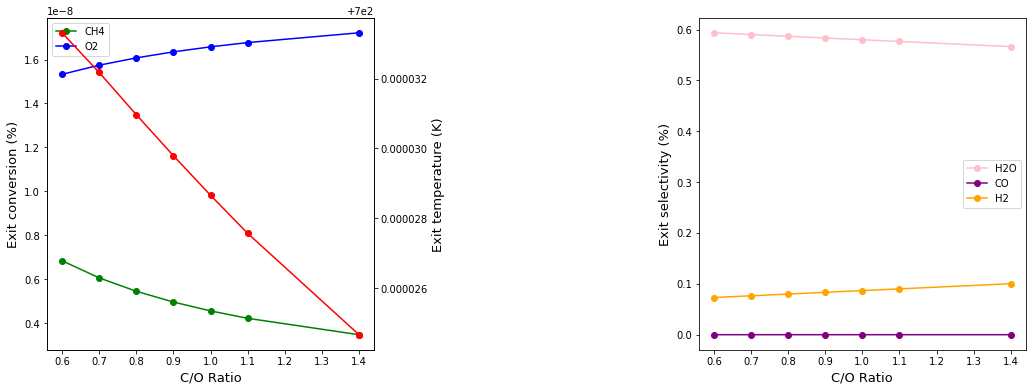 1e−8
+7e2
CH4
O2
1.6
1.4
1.2
1.0
0.8
0.6
0.4
Exit conversion (%)
0.000032
0.000030
0.000028
0.000026
Exit temperature (K)
0.6 0.7 0.8 0.9 1.0 1.1 1.2 1.3 1.4
C/O Ratio
0.6
0.5
0.4
0.3
0.2
0.1
0.0
Exit selectivity (%)
H2O
CO
H2
0.6 0.7 0.8 0.9 1.0 1.1 1.2 1.3 1.4
C/O Ratio